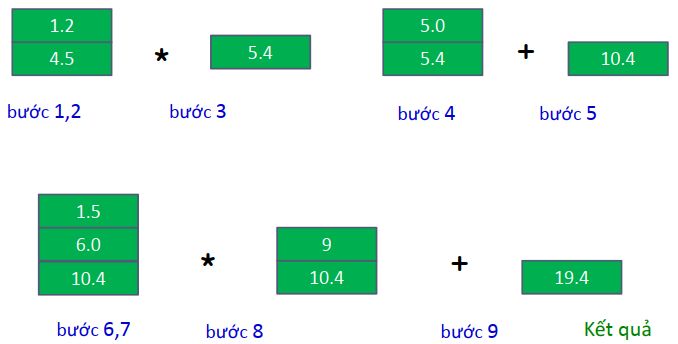 1.2
4.5
*
5.4
5.0
5.4
+
10.4
bước 1,2
bước 3
bước 4
bước 5
1.5
6.0
10.4
*
9
10.4
+
19.4
bước 6,7
bước 8
bước 9
Kết quả